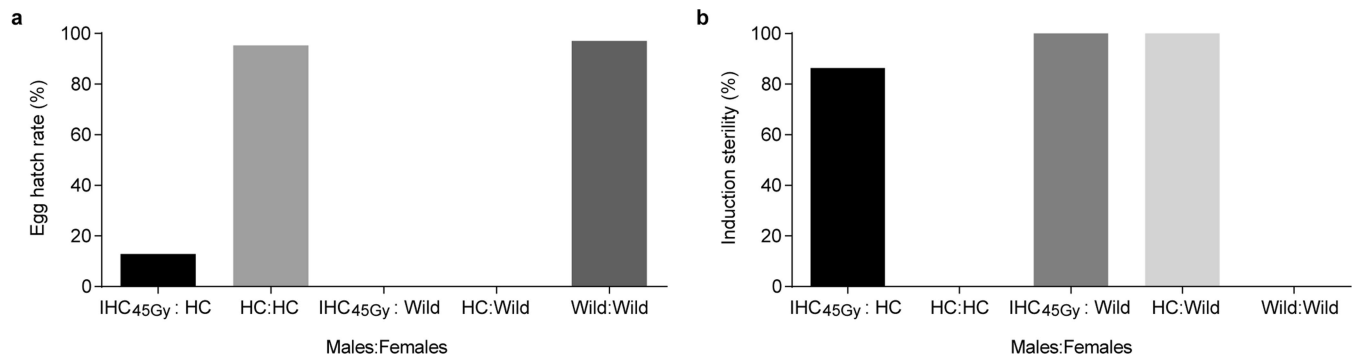 a
Egg hatch rate (%)
100
80
60
40
20
0
IHC45Gy : HC HC:HC IHC45Gy : Wild HC:Wild Wild:Wild
Males:Females
b
Induction sterility (%)
100
80
60
40
20
0
IHC45Gy : HC HC:HC IHC45Gy : Wild HC:Wild Wild:Wild
Males:Females